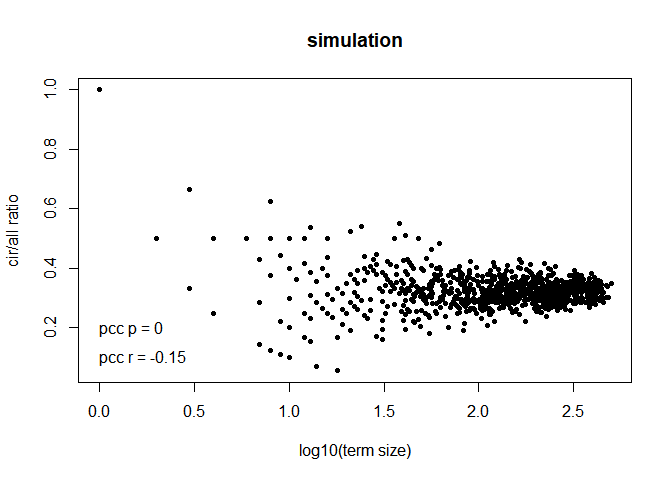 simulation
cir/all ratio
1.0
0.8
0.6
0.4
0.2
pcc p = 0
pcc r = -0.15
0.0 0.5 1.0 1.5 2.0 2.5
log10(term size)